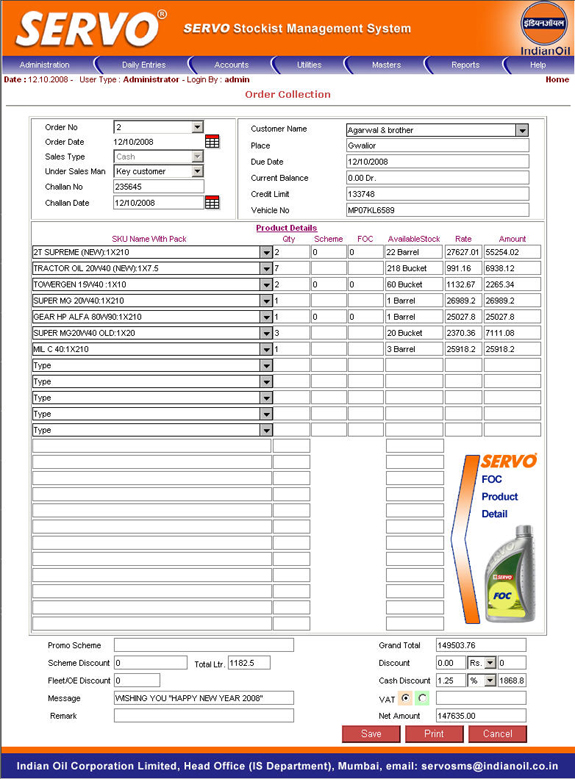 SERVO® SERVO Stockist Management System
इंडियनऑयल
IndianOil
Administration Daily Entries Accounts Utilities Masters Reports Help
Date : 12.10.2008 - User Type : Administrator - Login By : admin Home
Order Collection
Order No 2
Order Date 12/10/2008
Sales Type Cash
Under Sales Man Key customer
Challan No 235645
Challan Date 12/10/2008
Customer Name Agarwal & brother
Place Gwalior
Due Date 12/10/2008
Current Balance 0.00 Dr.
Credit Limit 133748
Vehicle No MP07KL6589
Product Details
SKU Name With Pack Qty Scheme FOC AvailableStock Rate Amount
2T SUPREME (NEW):1X210 2 0 0 22 Barrel 27627.01 55254.02
TRACTOR OIL 20W40 (NEW):1X7.5 7 218 Bucket 991.16 6938.12
TOWERGEN 15W40 :1X10 2 0 0 60 Bucket 1132.67 2265.34
SUPER MG 20W40:1X210 1 1 Barrel 26989.2 26989.2
GEAR HP ALFA 80W90:1X210 1 0 0 1 Barrel 25027.8 25027.8
SUPER MG20W40 OLD:1X20 3 20 Bucket 2370.36 7111.08
MIL C 40:1X210 1 3 Barrel 25918.2 25918.2
Type
Type
Type
Type
Type
SERVO®
FOC
Product
Detail
SERVO
FOC
Promo Scheme
Scheme Discount 0 Total Ltr. 1182.5
Fleet/OE Discount 0
Message WISHING YOU "HAPPY NEW YEAR 2008"
Remark
Grand Total 149503.76
Discount 0.00 Rs. 0
Cash Discount 1.25 % 1868.8
VAT
Net Amount 147635.00
Save Print Cancel
Indian Oil Corporation Limited, Head Office (IS Department), Mumbai, email: servosms@indianoil.co.in